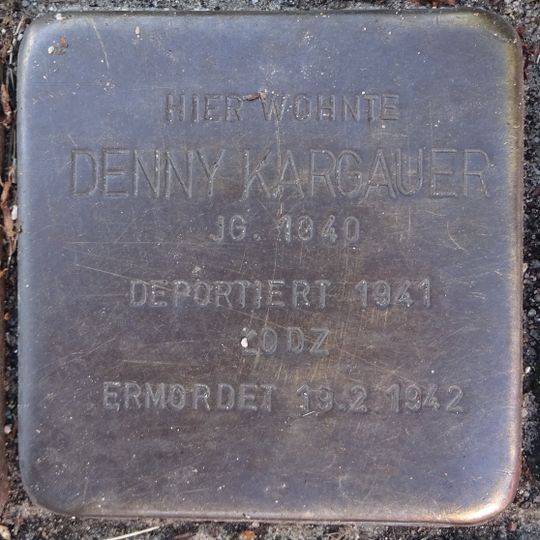 HIER WOHNTE
DENNY KARGAUER
JG. 1940
DEPORTIERT 1941
LODZ
ERMORDET 19.2.1942